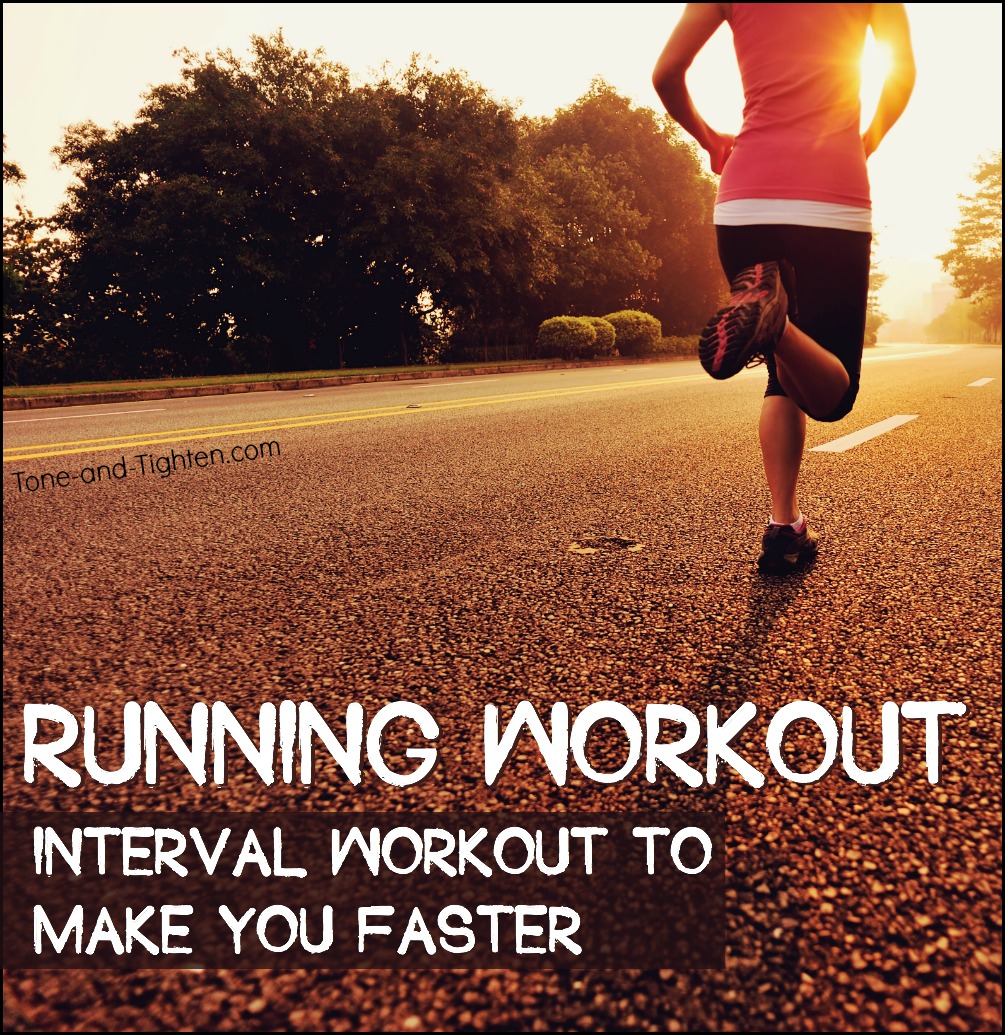 Tone-and-Tighten.com
RUNNING WORKOUT
INTERVAL WORKOUT TO
MAKE YOU FASTER